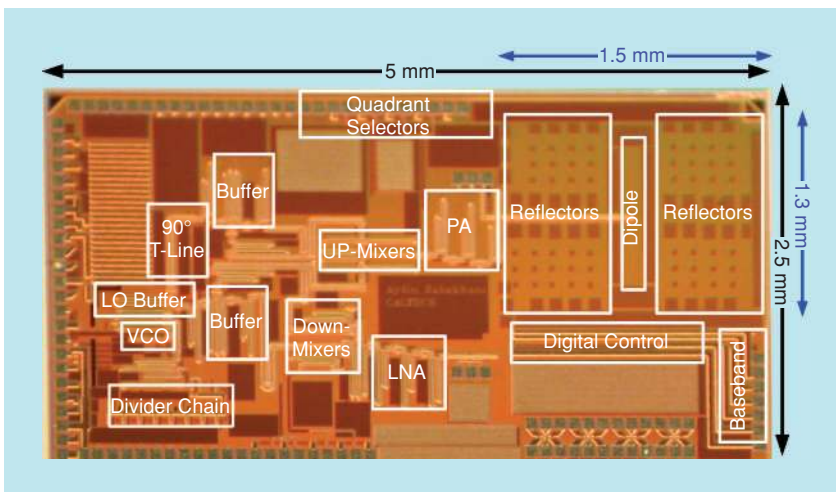 1.5 mm
5 mm
Quadrant
Selectors
Buffer
90°
T-Line
UP-Mixers
PA
Reflectors
Dipole
Reflectors
1.3 mm
2.5 mm
LO Buffer
VCO
Buffer
Down-
Mixers
LNA
Digital Control
Baseband
Divider Chain